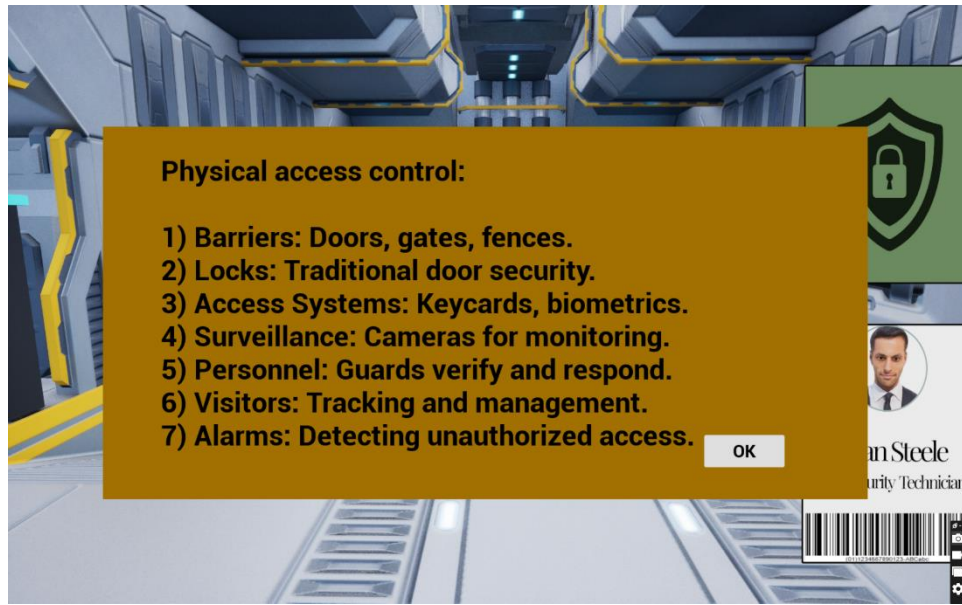 Physical access control:
1) Barriers: Doors, gates, fences.
2) Locks: Traditional door security.
3) Access Systems: Keycards, biometrics.
4) Surveillance: Cameras for monitoring.
5) Personnel: Guards verify and respond.
6) Visitors: Tracking and management.
7) Alarms: Detecting unauthorized access.
OK
an Steele
urity Technician